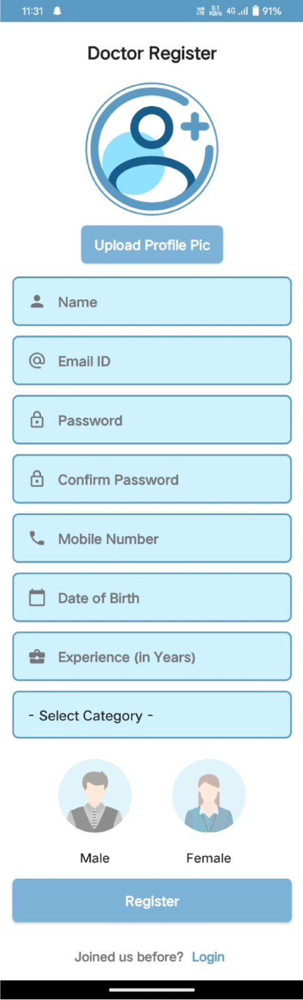 11:31 Vo) LTE 0.1 KB/s 4G 91%
Doctor Register
Upload Profile Pic
Name
Email ID
Password
Confirm Password
Mobile Number
Date of Birth
Experience (in Years)
- Select Category -
Male Female
Register
Joined us before? Login